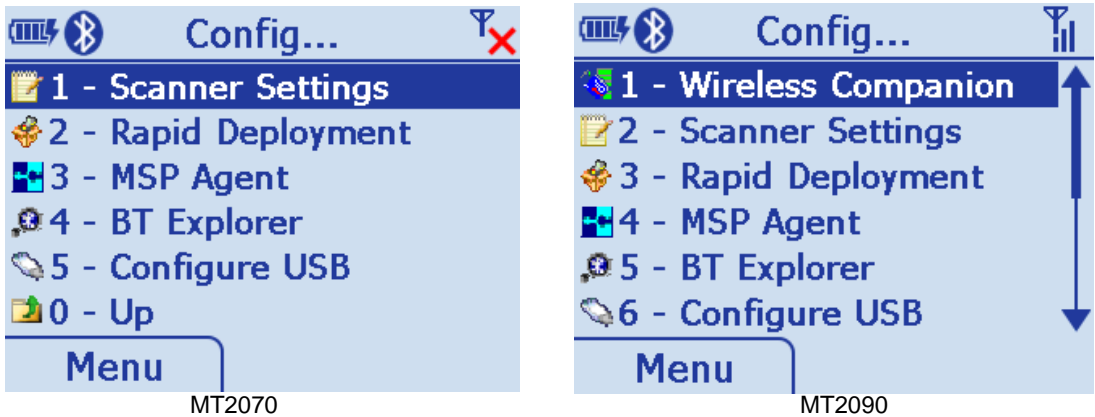 Config...
1 - Scanner Settings
2 - Rapid Deployment
3 - MSP Agent
4 - BT Explorer
5 - Configure USB
0 - Up
Menu
MT2070
Config...
1 - Wireless Companion
2 - Scanner Settings
3 - Rapid Deployment
4 - MSP Agent
5 - BT Explorer
6 - Configure USB
Menu
MT2090